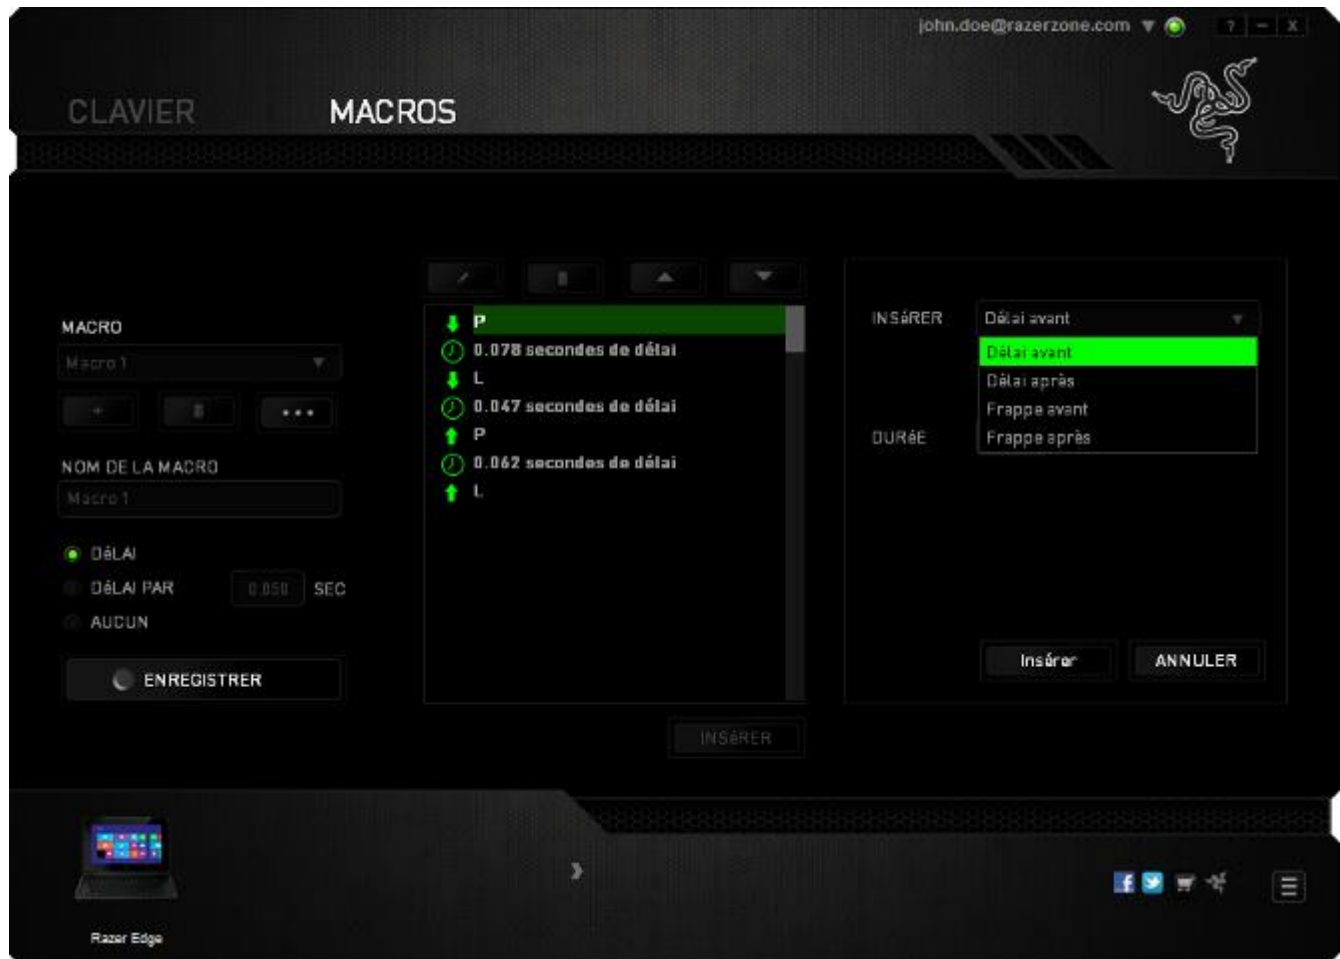 john.doe@razerzone.com
? – X
CLAVIER
MACROS
MACRO
Macro 1
+
•••
NOM DE LA MACRO
Macro 1
DéLAI
DéLAI PAR 0.050 SEC
AUCUN
ENREGISTRER
P
0.078 secondes de délai
L
0.047 secondes de délai
P
0.062 secondes de délai
L
INSéRER
INSéRER
Délai avant
Délai avant
Délai après
Frappe avant
Frappe après
DURéE
Insérer
ANNULER
Razer Edge